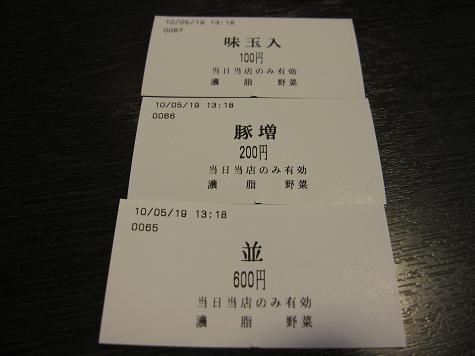 10/05/19 13:18
0067
味玉入
100円
当日当店のみ有効
濃 脂 野菜
10/05/19 13:18
0066
豚増
200円
当日当店のみ有効
濃 脂 野菜
10/05/19 13:18
0065
並
600円
当日当店のみ有効
濃 脂 野菜